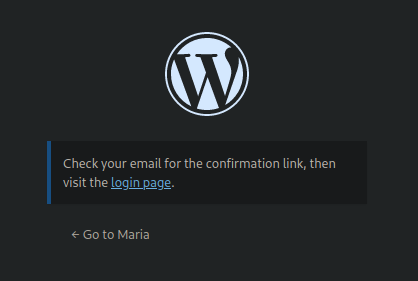 Check your email for the confirmation link, then
visit the login page.
← Go to Maria